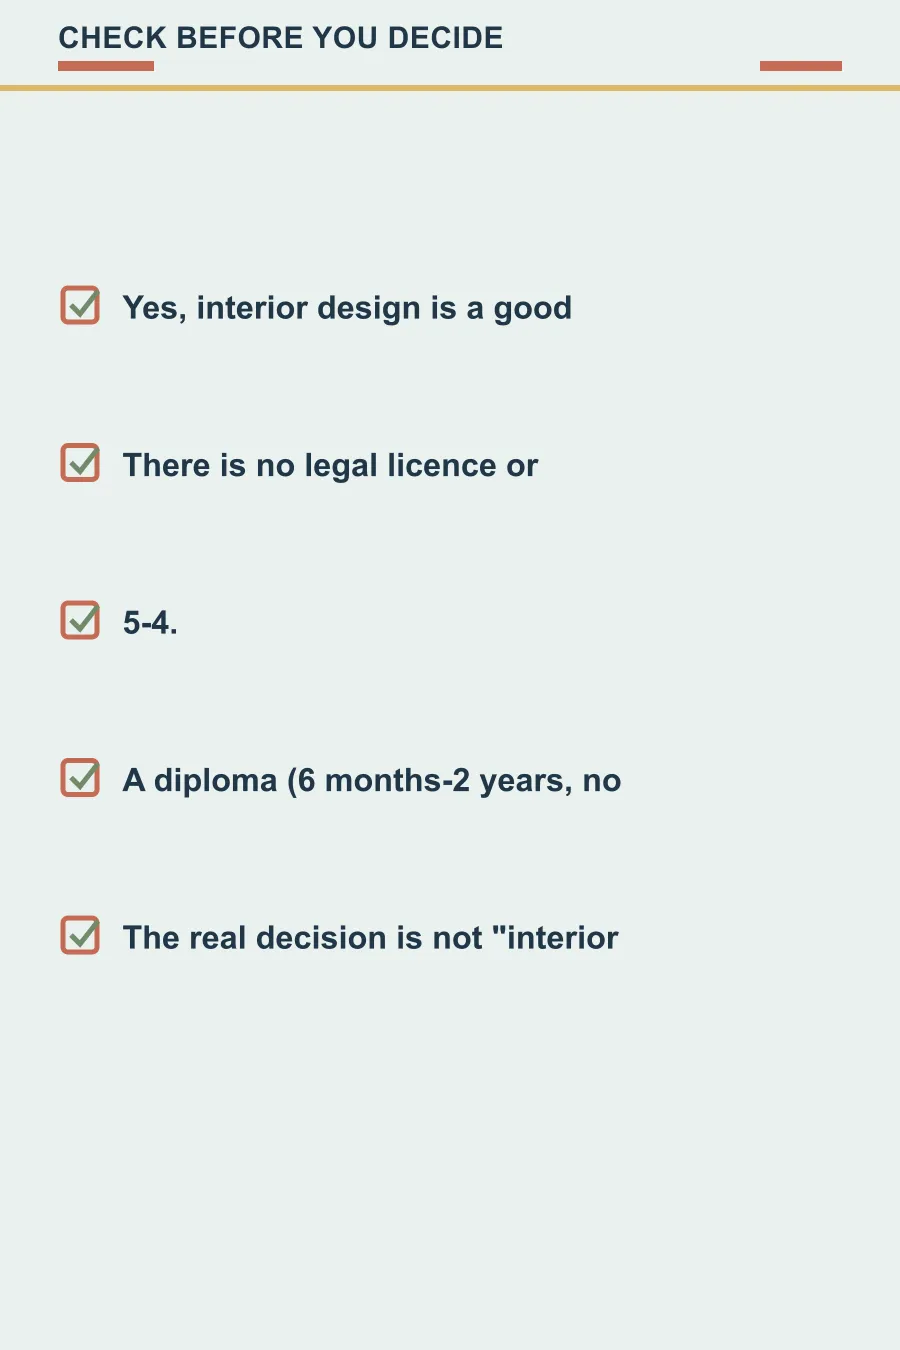 CHECK BEFORE YOU DECIDE
Yes, interior design is a good
There is no legal licence or
5-4.
A diploma (6 months-2 years, no
The real decision is not "interior